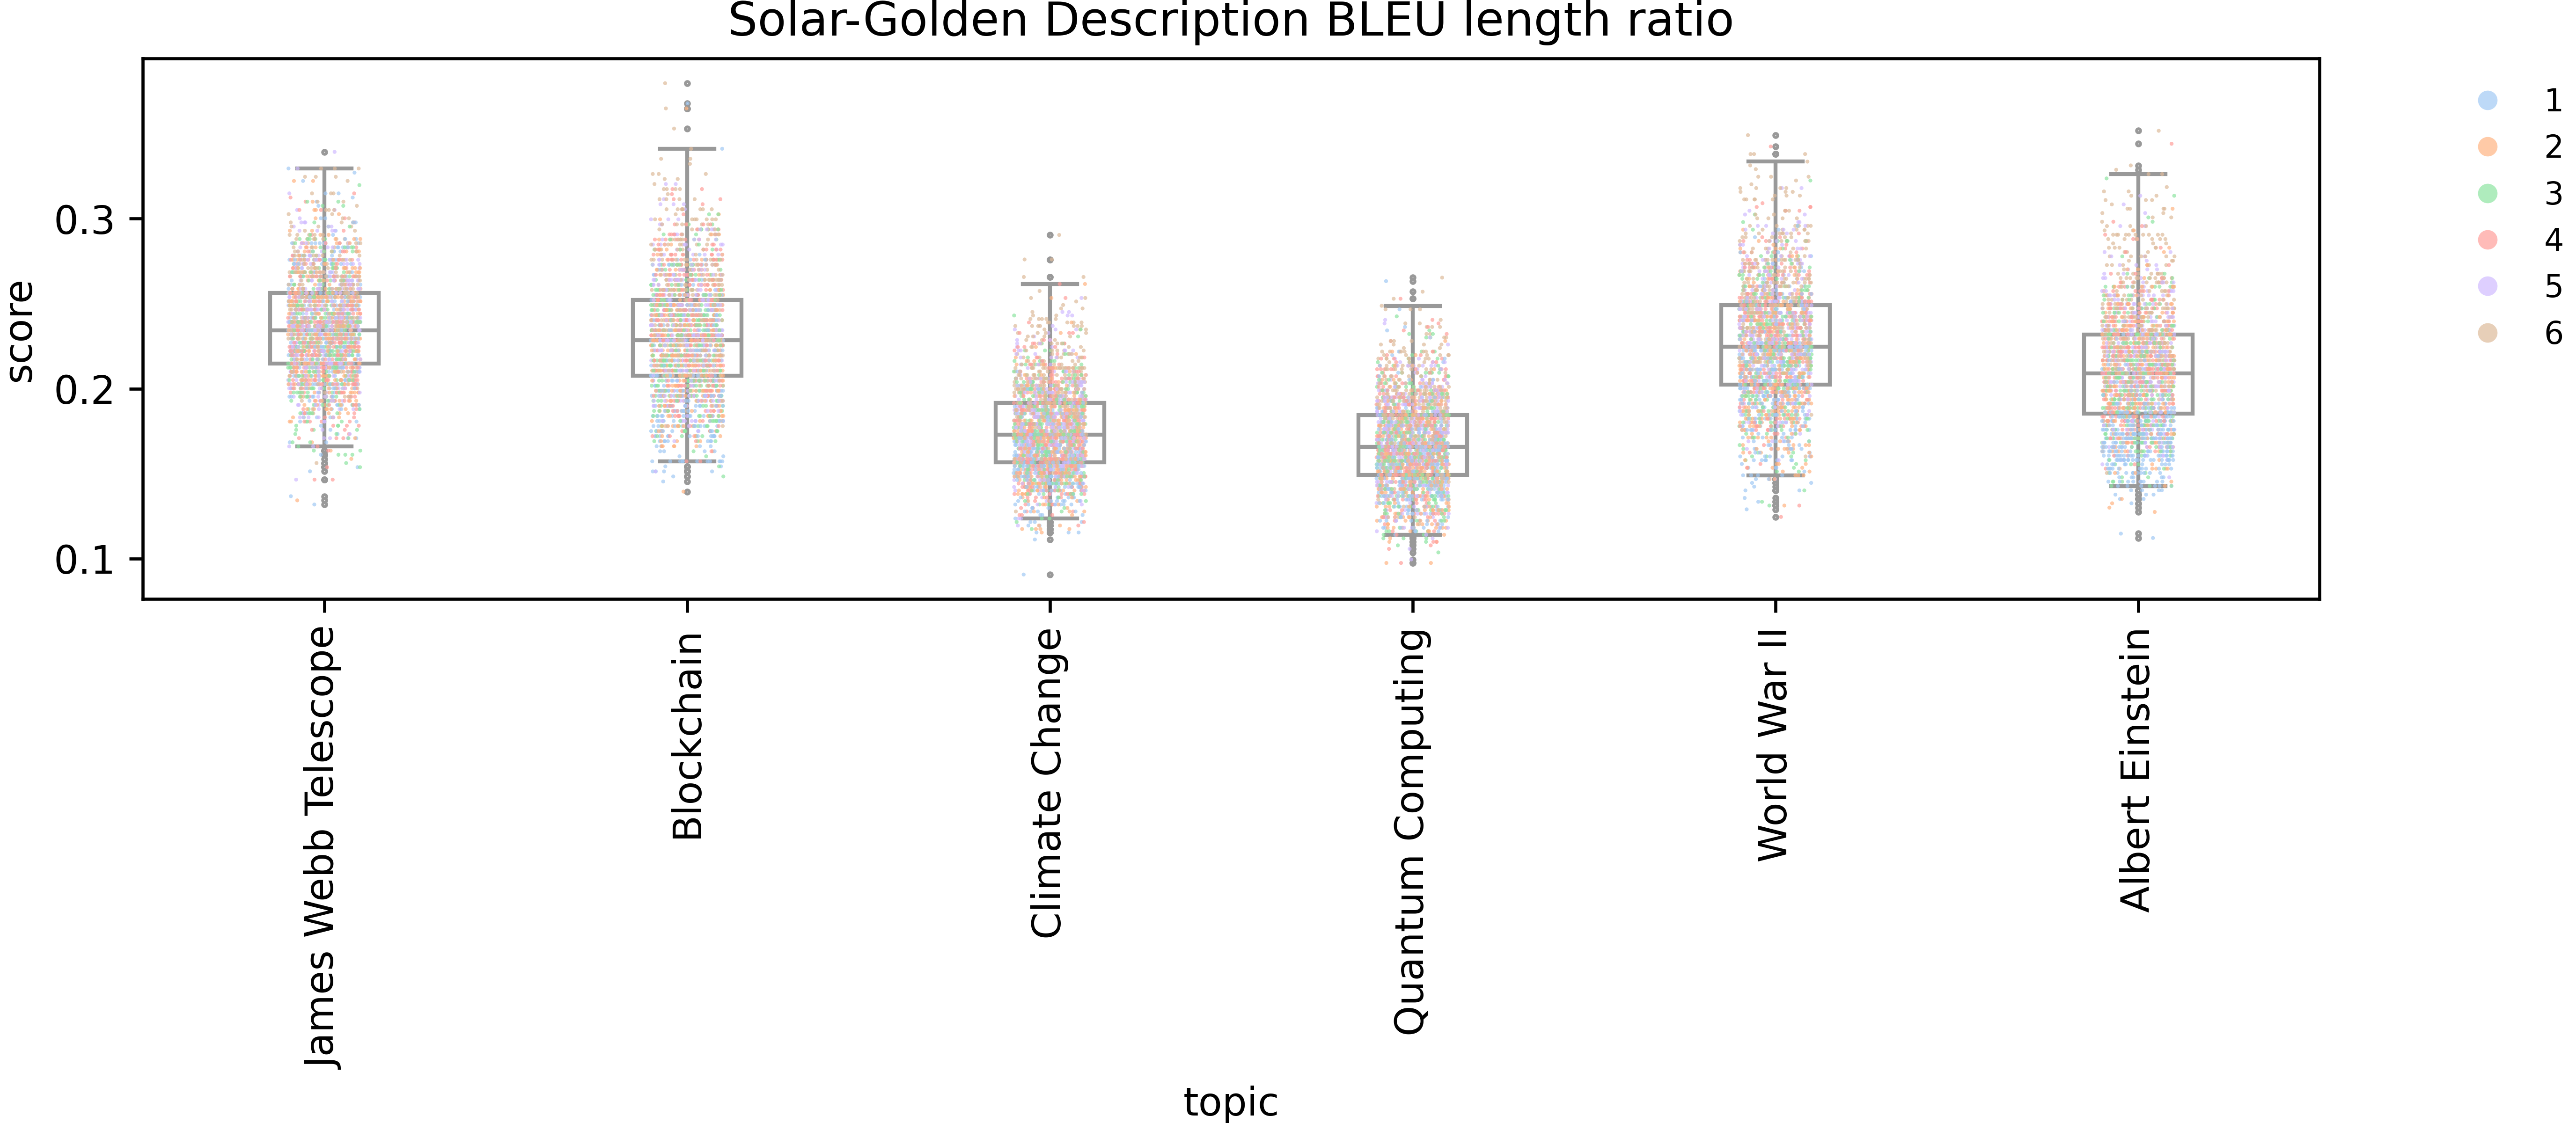 Solar-Golden Description BLEU length ratio
score
0.3
0.2
0.1
1
2
3
4
5
6
James Webb Telescope
Blockchain
Climate Change
Quantum Computing
World War II
Albert Einstein
topic